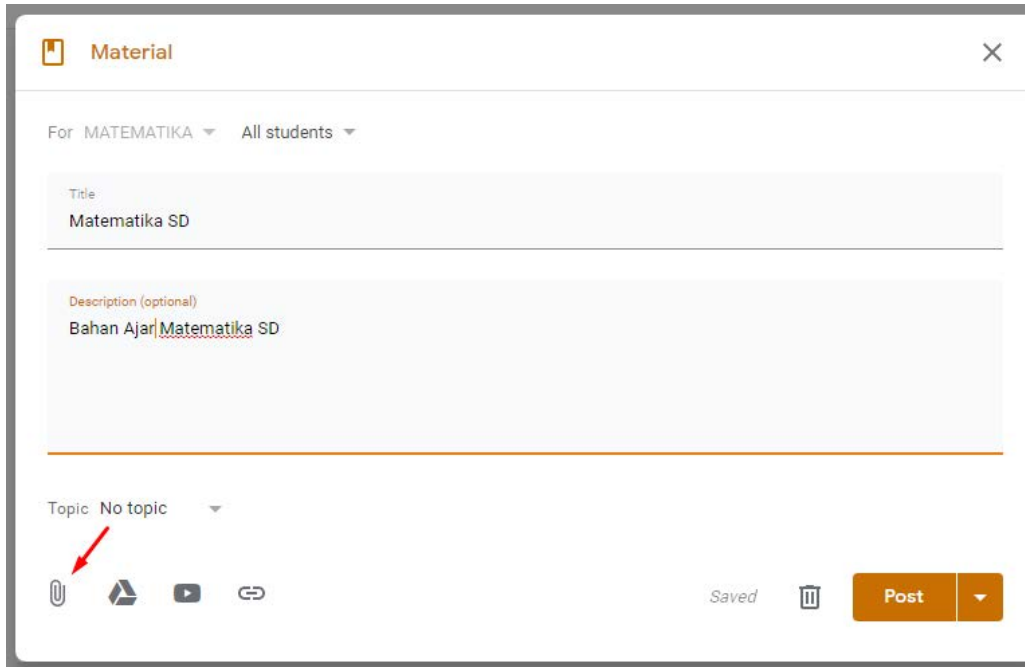 Material
For MATEMATIKA All students
Title
Matematika SD
Description (optional)
Bahan Ajar Matematika SD
Topic No topic
Saved Post